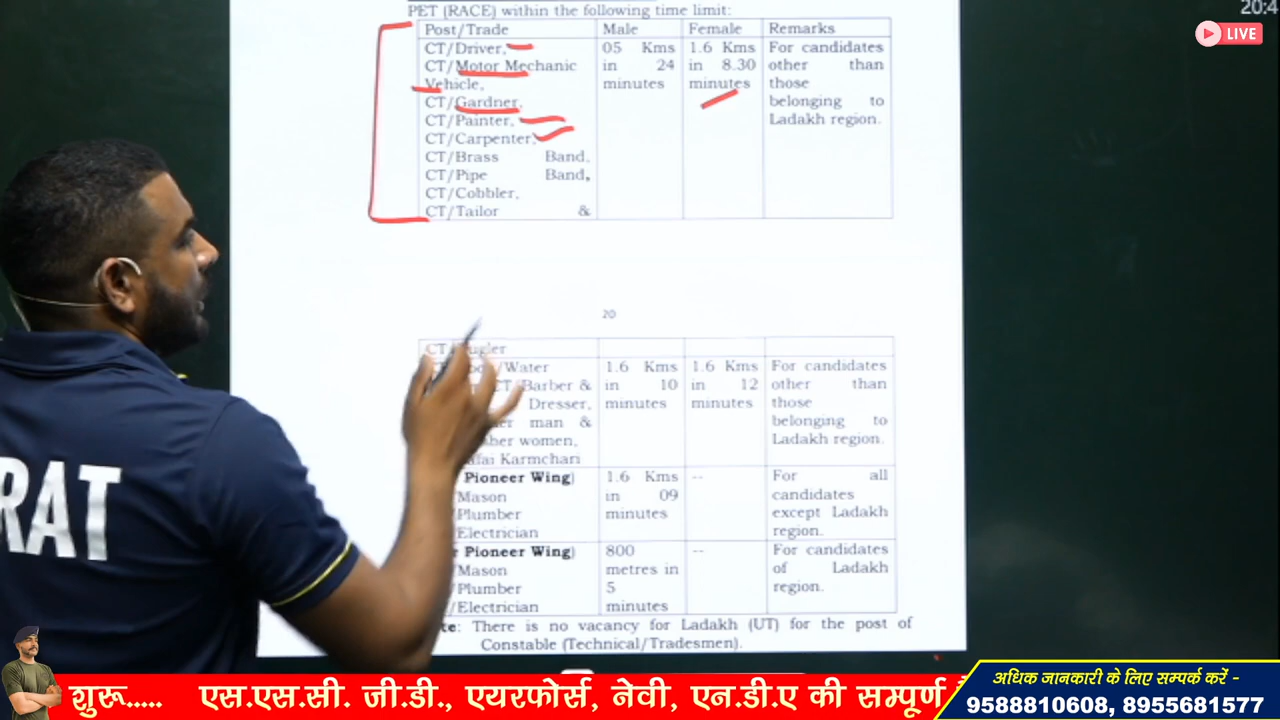 20:4
LIVE
PET (RACE) within the following time limit:
Post/Trade Male Female Remarks
CT/Driver, 05 Kms 1.6 Kms For candidates
CT/Motor Mechanic in 24 in 8.30 other than
Vehicle, minutes minutes those
CT/Gardner, belonging to
CT/Painter, Ladakh region.
CT/Carpenter,
CT/Brass Band,
CT/Pipe Band,
CT/Cobbler,
CT/Tailor &
20
CT/
/Water 1.6 Kms 1.6 Kms For candidates
CT/Barber & in 10 in 12 other than
Dresser, minutes minutes those
man & belonging to
women, Ladakh region.
Karmchari
Pioneer Wing) 1.6 Kms -- For all
/Mason in 09 candidates
/Plumber minutes except Ladakh
/Electrician region.
Pioneer Wing) 800 -- For candidates
/Mason metres in of Ladakh
/Plumber 5 region.
/Electrician minutes
There is no vacancy for Ladakh (UT) for the post of
Constable (Technical/Tradesmen).
RAT
शुरू..... एस.एस.सी. जी.डी., एयरफोर्स, नेवी, एन.डी.ए की सम्पूर्ण
अधिक जानकारी के लिए सम्पर्क करें -
9588810608, 8955681577